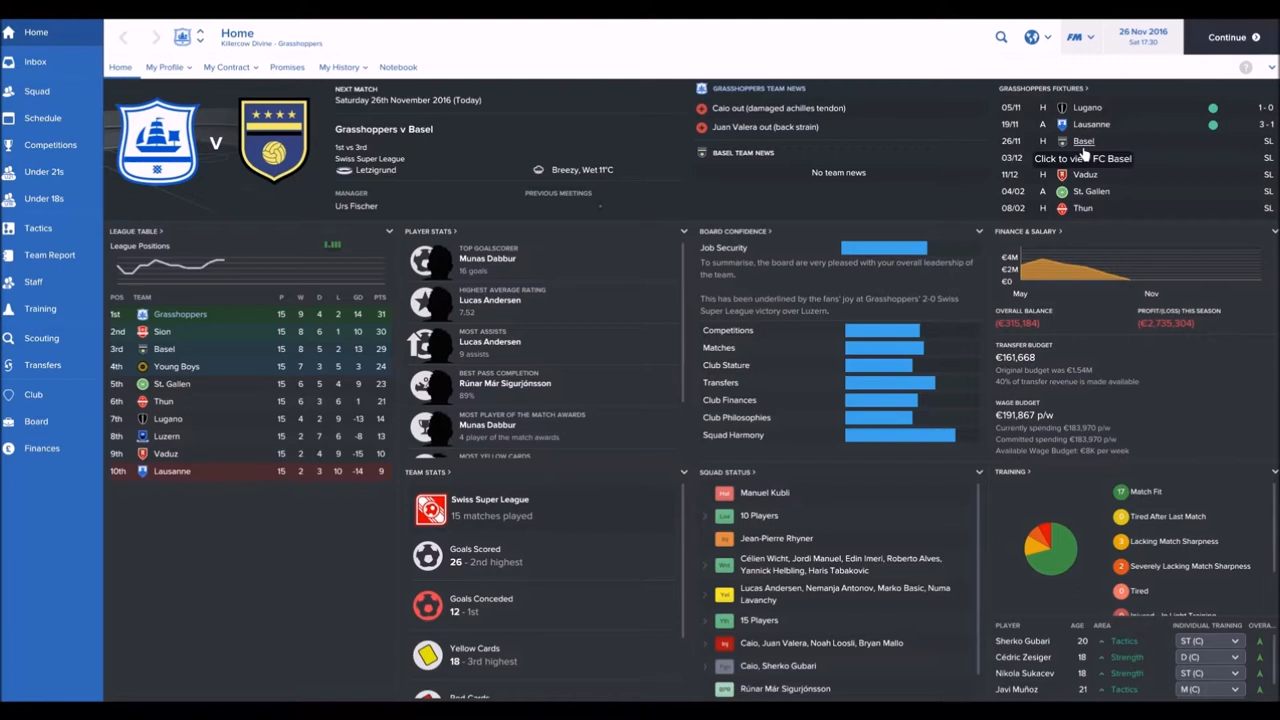 Home
Inbox
Squad
Schedule
Competitions
Under 21s
Under 18s
Tactics
Team Report
Staff
Training
Scouting
Transfers
Club
Board
Finances
Home
Killercow Divine - Grasshoppers
FM
26 Nov 2016
Sat 17:30
Continue
Home My Profile My Contract Promises My History Notebook
V
NEXT MATCH
Saturday 26th November 2016 (Today)
Grasshoppers v Basel
1st vs 3rd
Swiss Super League
Letzigrund
Breezy, Wet 11°C
MANAGER
Urs Fischer
PREVIOUS MEETINGS
-
GRASSHOPPERS TEAM NEWS
Caio out (damaged achilles tendon)
Juan Valera out (back strain)
BASEL TEAM NEWS
No team news
GRASSHOPPERS FIXTURES >
05/11 H Lugano 1 - 0
19/11 A Lausanne 3 - 1
26/11 H Basel SL
03/12 SL
Click to view FC Basel
11/12 H Vaduz SL
04/02 A St. Gallen SL
08/02 H Thun SL
LEAGUE TABLE >
League Positions
POS TEAM P W D L GD PTS
1st Grasshoppers 15 9 4 2 14 31
2nd Sion 15 8 6 1 10 30
3rd Basel 15 8 5 2 13 29
4th Young Boys 15 7 3 5 3 24
5th St. Gallen 15 6 5 4 9 23
6th Thun 15 6 3 6 1 21
7th Lugano 15 4 2 9 -13 14
8th Luzern 15 2 7 6 -8 13
9th Vaduz 15 2 4 9 -15 10
10th Lausanne 15 2 3 10 -14 9
PLAYER STATS >
TOP GOALSCORER
Munas Dabbur
16 goals
HIGHEST AVERAGE RATING
Lucas Andersen
7.52
MOST ASSISTS
Lucas Andersen
9 assists
BEST PASS COMPLETION
Rúnar Már Sigurjónsson
89%
MOST PLAYER OF THE MATCH AWARDS
Munas Dabbur
4 player of the match awards
MOST YELLOW CARDS
TEAM STATS >
Swiss Super League
15 matches played
Goals Scored
26 - 2nd highest
Goals Conceded
12 - 1st
Yellow Cards
18 - 3rd highest
Red Cards
BOARD CONFIDENCE >
Job Security
To summarise, the board are very pleased with your overall leadership of
the team.
This has been underlined by the fans' joy at Grasshoppers' 2-0 Swiss
Super League victory over Luzern.
Competitions
Matches
Club Stature
Transfers
Club Finances
Club Philosophies
Squad Harmony
SQUAD STATUS >
Manuel Kubli
10 Players
Jean-Pierre Rhyner
Célien Wicht, Jordi Manuel, Edin Imeri, Roberto Alves,
Yannick Helbling, Haris Tabakovic
Lucas Andersen, Nemanja Antonov, Marko Basic, Numa
Lavanchy
15 Players
Caio, Juan Valera, Noah Loosli, Bryan Mallo
Caio, Sherko Gubari
Rúnar Már Sigurjónsson
FINANCE & SALARY >
€4M
€2M
€0
May Nov
OVERALL BALANCE PROFIT/(LOSS) THIS SEASON
(€315,184) (€2,735,304)
TRANSFER BUDGET
€161,668
Original budget was €1.54M
40% of transfer revenue is made available
WAGE BUDGET
€191,867 p/w
Currently spending €183,970 p/w
Committed spending €183,970 p/w
Available Wage Budget: €8K per week
TRAINING >
17 Match Fit
0 Tired After Last Match
3 Lacking Match Sharpness
2 Severely Lacking Match Sharpness
0 Tired
Injured - In Light Training
PLAYER AGE AREA INDIVIDUAL TRAINING OVERA...
Sherko Gubari 20 Tactics ST (C)
Cédric Zesiger 18 Strength D (C)
Nikola Sukacev 18 Strength ST (C)
Javi Muñoz 21 Tactics M (C)